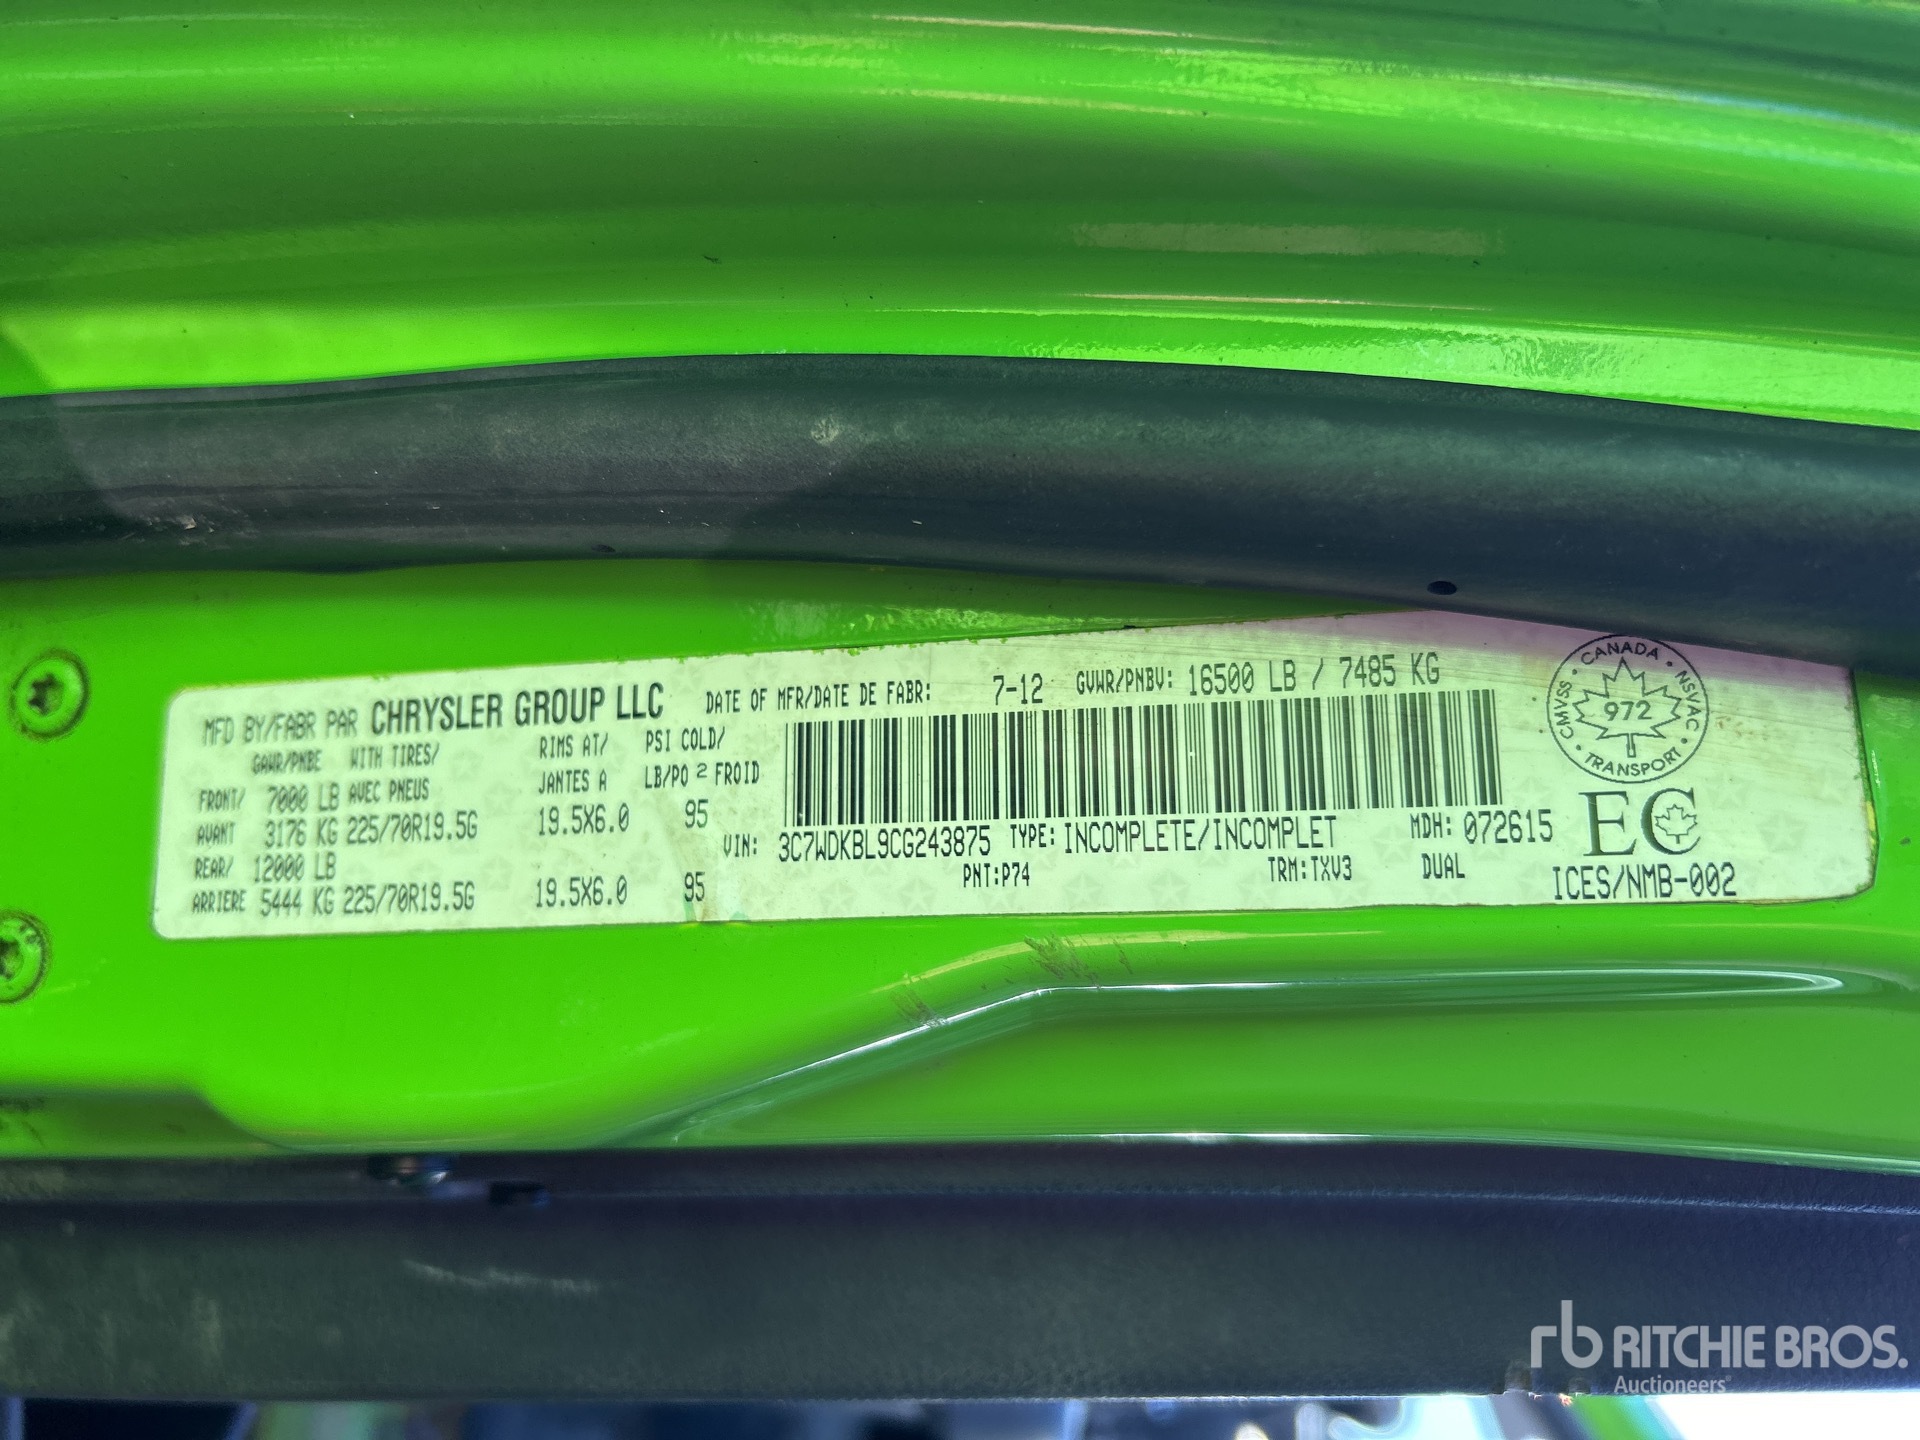 MFD BY/FABR PAR CHRYSLER GROUP LLC DATE OF MFR/DATE DE FABR: 7-12 GVWR/PNBV: 16500 LB / 7485 KG
GAWR/PNBE WITH TIRES/ RIMS AT/ PSI COLD/
AVEC PNEUS JANTES A LB/PO 2 FROID
FRONT/ 7000 LB
AVANT 3176 KG 225/70R19.5G 19.5X6.0 95
REAR/ 12000 LB
ARRIERE 5444 KG 225/70R19.5G 19.5X6.0 95
VIN: 3C7WDKBL9CG243875 TYPE: INCOMPLETE/INCOMPLET MDH: 072615
PNT:P74 TRM:TXV3 DUAL
CANADA
CMVSS 972 NSVAC
TRANSPORT
EC
ICES/NMB-002
rb RITCHIE BROS.
Auctioneers